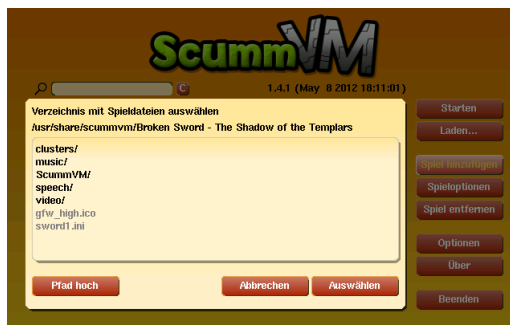 ScummVM
C
1.4.1 (May 8 2012 18:11:01)
Verzeichnis mit Spieldateien auswählen
/usr/share/scummvm/Broken Sword - The Shadow of the Templars
clusters/
music/
ScummVM/
speech/
video/
gfw_high.ico
sword1.ini
Pfad hoch
Abbrechen
Auswählen
Starten
Laden...
Spiel hinzufügen
Spieloptionen
Spiel entfernen
Optionen
Über
Beenden